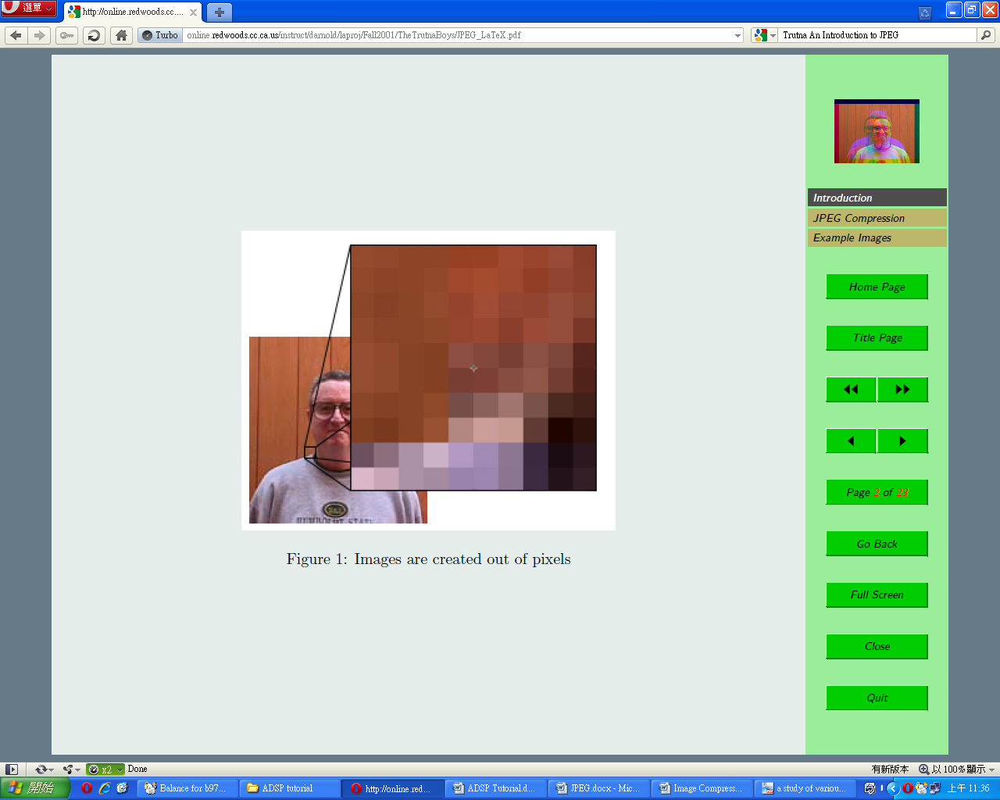 選單
http://online.redwoods.cc....
Turbo
online.redwoods.cc.ca.us/instruct/darnold/laproj/Fall2001/TheTrutnaBoys/JPEG_LaTeX.pdf
Trutna An Introduction to JPEG
Introduction
JPEG Compression
Example Images
Home Page
Title Page
Page 2 of 23
Go Back
Full Screen
Close
Quit
HUMBOLDT STATE
Figure 1: Images are created out of pixels
x2
Done
有新版本
以 100% 顯示
開始
Balance for b97...
ADSP tutorial
http://online.red...
ADSP Tutorial.d...
JPEG.docx - Mic...
Image Compress...
a study of variou...
上午 11:36